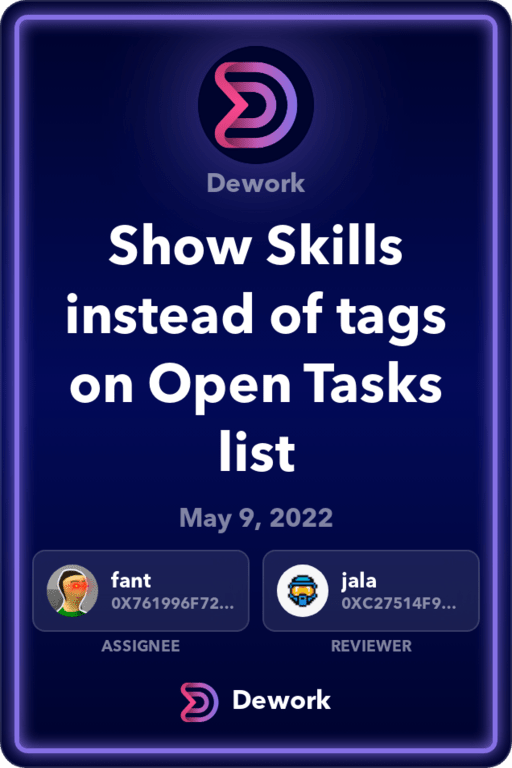 Dework
Show Skills
instead of tags
on Open Tasks
list
May 9, 2022
fant
0X761996F72...
jala
0XC27514F9...
ASSIGNEE
REVIEWER
Dework